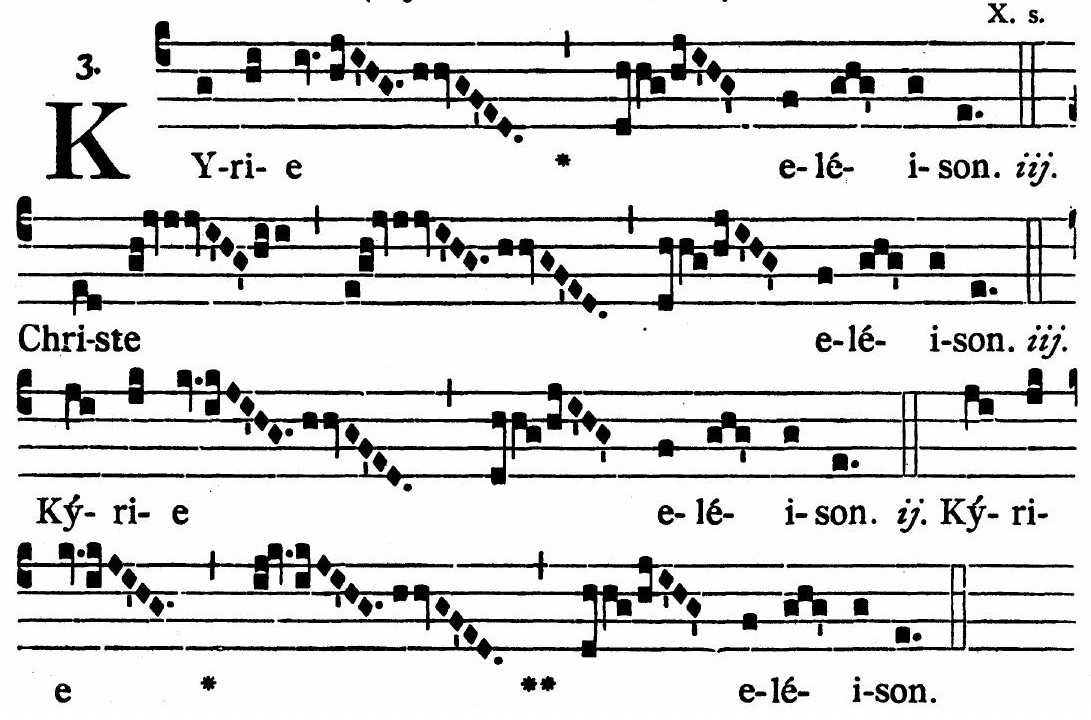 X. s.
3.
KY-ri- e * e-lé- i-son. iij.
Chri-ste e-lé- i-son. iij.
Ký- ri- e e- lé- i-son. ij. Ký- ri-
e * ** e-lé- i-son.